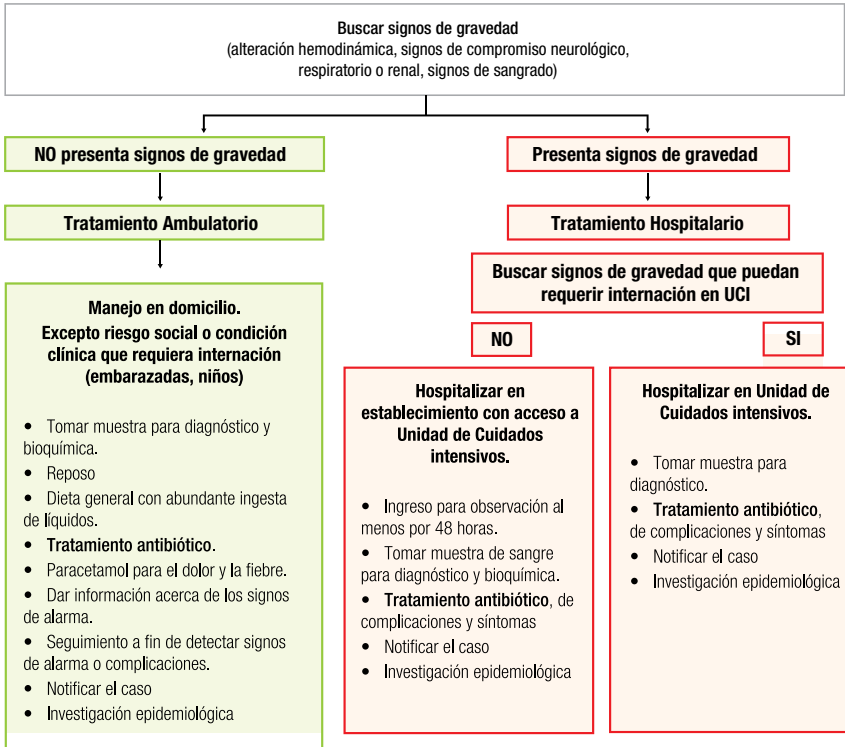 Buscar signos de gravedad
(alteración hemodinámica, signos de compromiso neurológico,
respiratorio o renal, signos de sangrado)
NO presenta signos de gravedad
Tratamiento Ambulatorio
Manejo en domicilio.
Excepto riesgo social o condición
clínica que requiera internación
(embarazadas, niños)
• Tomar muestra para diagnóstico y
bioquímica.
• Reposo
• Dieta general con abundante ingesta
de líquidos.
• Tratamiento antibiótico.
• Paracetamol para el dolor y la fiebre.
• Dar información acerca de los signos
de alarma.
• Seguimiento a fin de detectar signos
de alarma o complicaciones.
• Notificar el caso
• Investigación epidemiológica
Presenta signos de gravedad
Tratamiento Hospitalario
Buscar signos de gravedad que puedan
requerir internación en UCI
NO
Hospitalizar en
establecimiento con acceso a
Unidad de Cuidados
intensivos.
• Ingreso para observación al
menos por 48 horas.
• Tomar muestra de sangre
para diagnóstico y bioquímica.
• Tratamiento antibiótico, de
complicaciones y síntomas
• Notificar el caso
• Investigación epidemiológica
SI
Hospitalizar en Unidad de
Cuidados intensivos.
• Tomar muestra para
diagnóstico.
• Tratamiento antibiótico,
de complicaciones y síntomas
• Notificar el caso
• Investigación epidemiológica